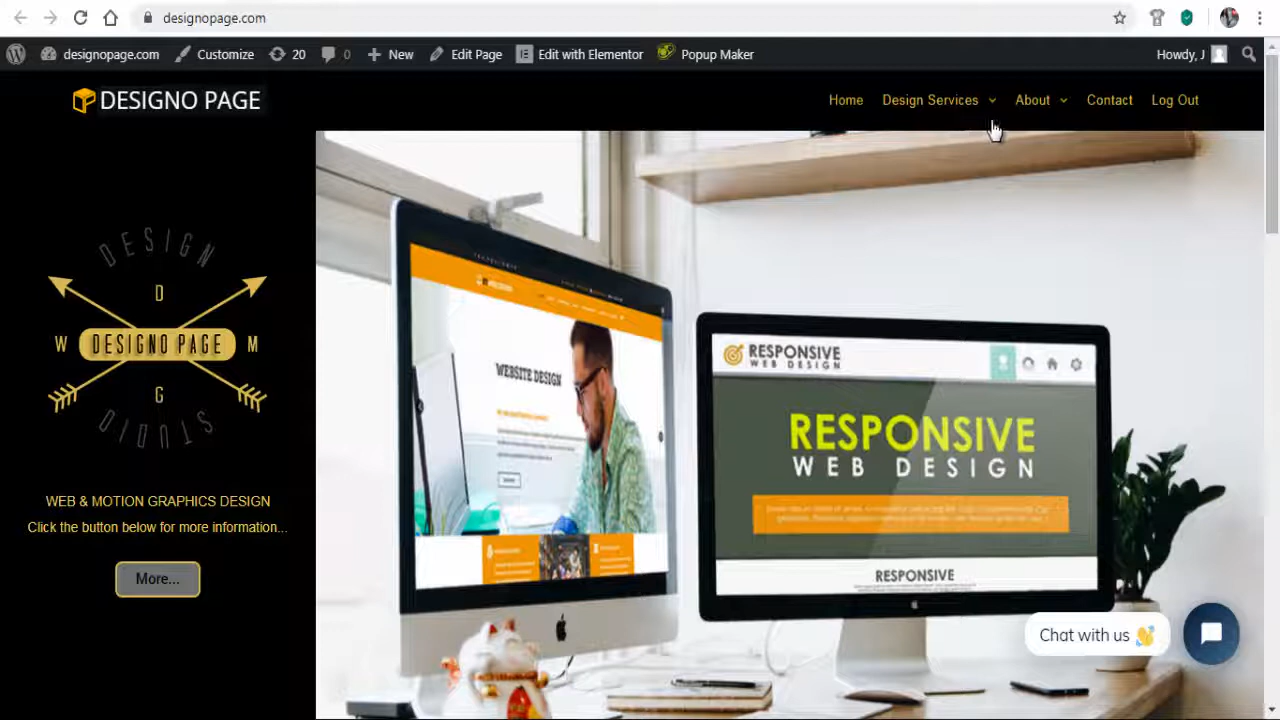 designopage.com
designopage.com Customize 20 0 New Edit Page Edit with Elementor Popup Maker Howdy, J
DESIGNO PAGE
Home Design Services About Contact Log Out
DESIGN
D
W DESIGNO PAGE M
G
STUDIO
WEB & MOTION GRAPHICS DESIGN
Click the button below for more information...
More...
WEBSITE DESIGN
RESPONSIVE
WEB DESIGN
RESPONSIVE
WEB DESIGN
RESPONSIVE
Chat with us